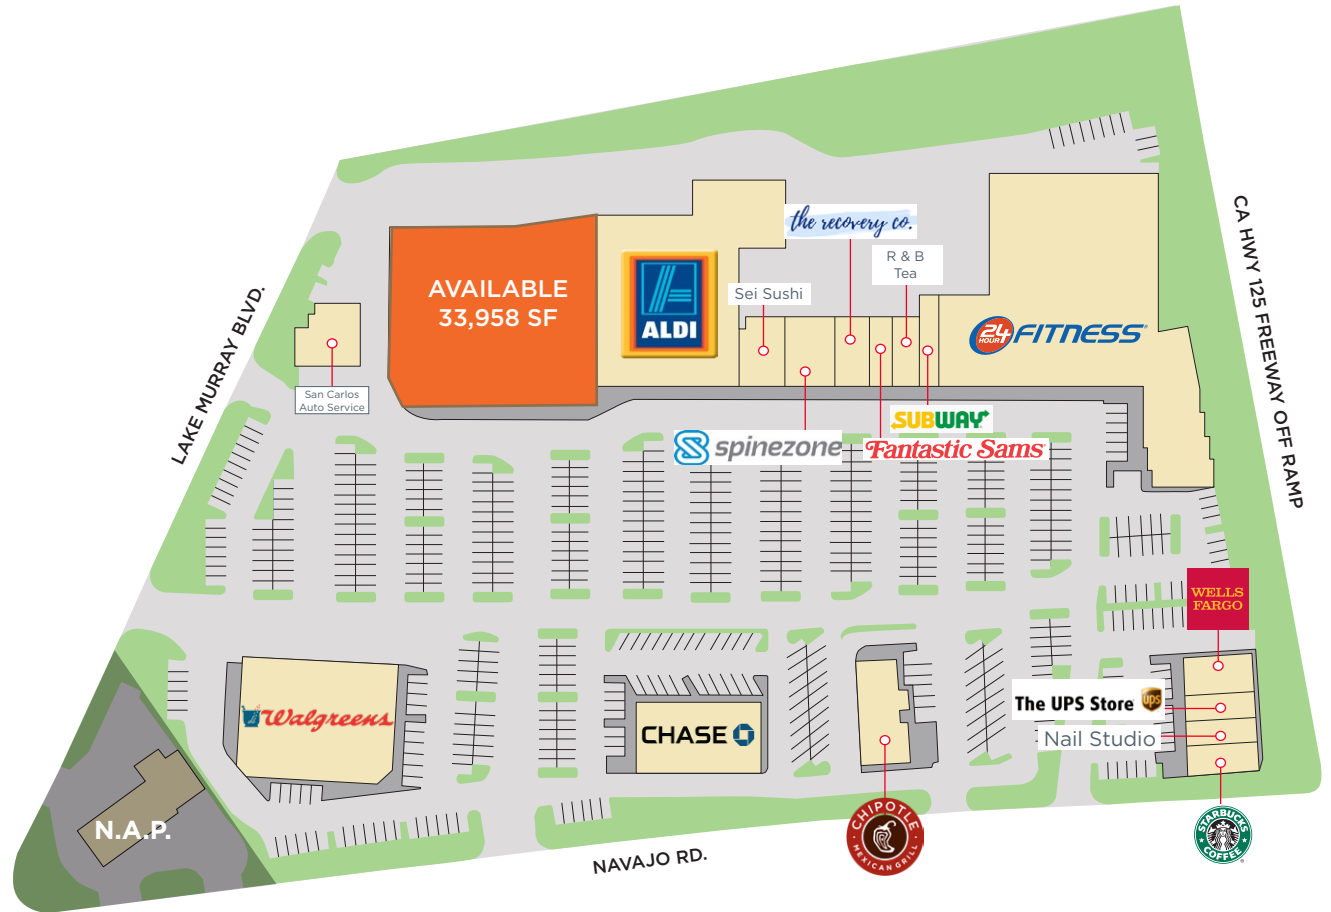 the recovery co.
R & B
Tea
Sei Sushi
AVAILABLE
33,958 SF
ALDI
24
HOUR
FITNESS
CA HWY 125 FREEWAY OFF RAMP
LAKE MURRAY BLVD.
San Carlos
Auto Service
SUBWAY
spinezone
Fantastic Sams
WELLS
FARGO
The UPS Store
ups
Nail Studio
Walgreens
CHASE
N.A.P.
CHIPOTLE
MEXICAN GRILL
STARBUCKS
COFFEE
NAVAJO RD.